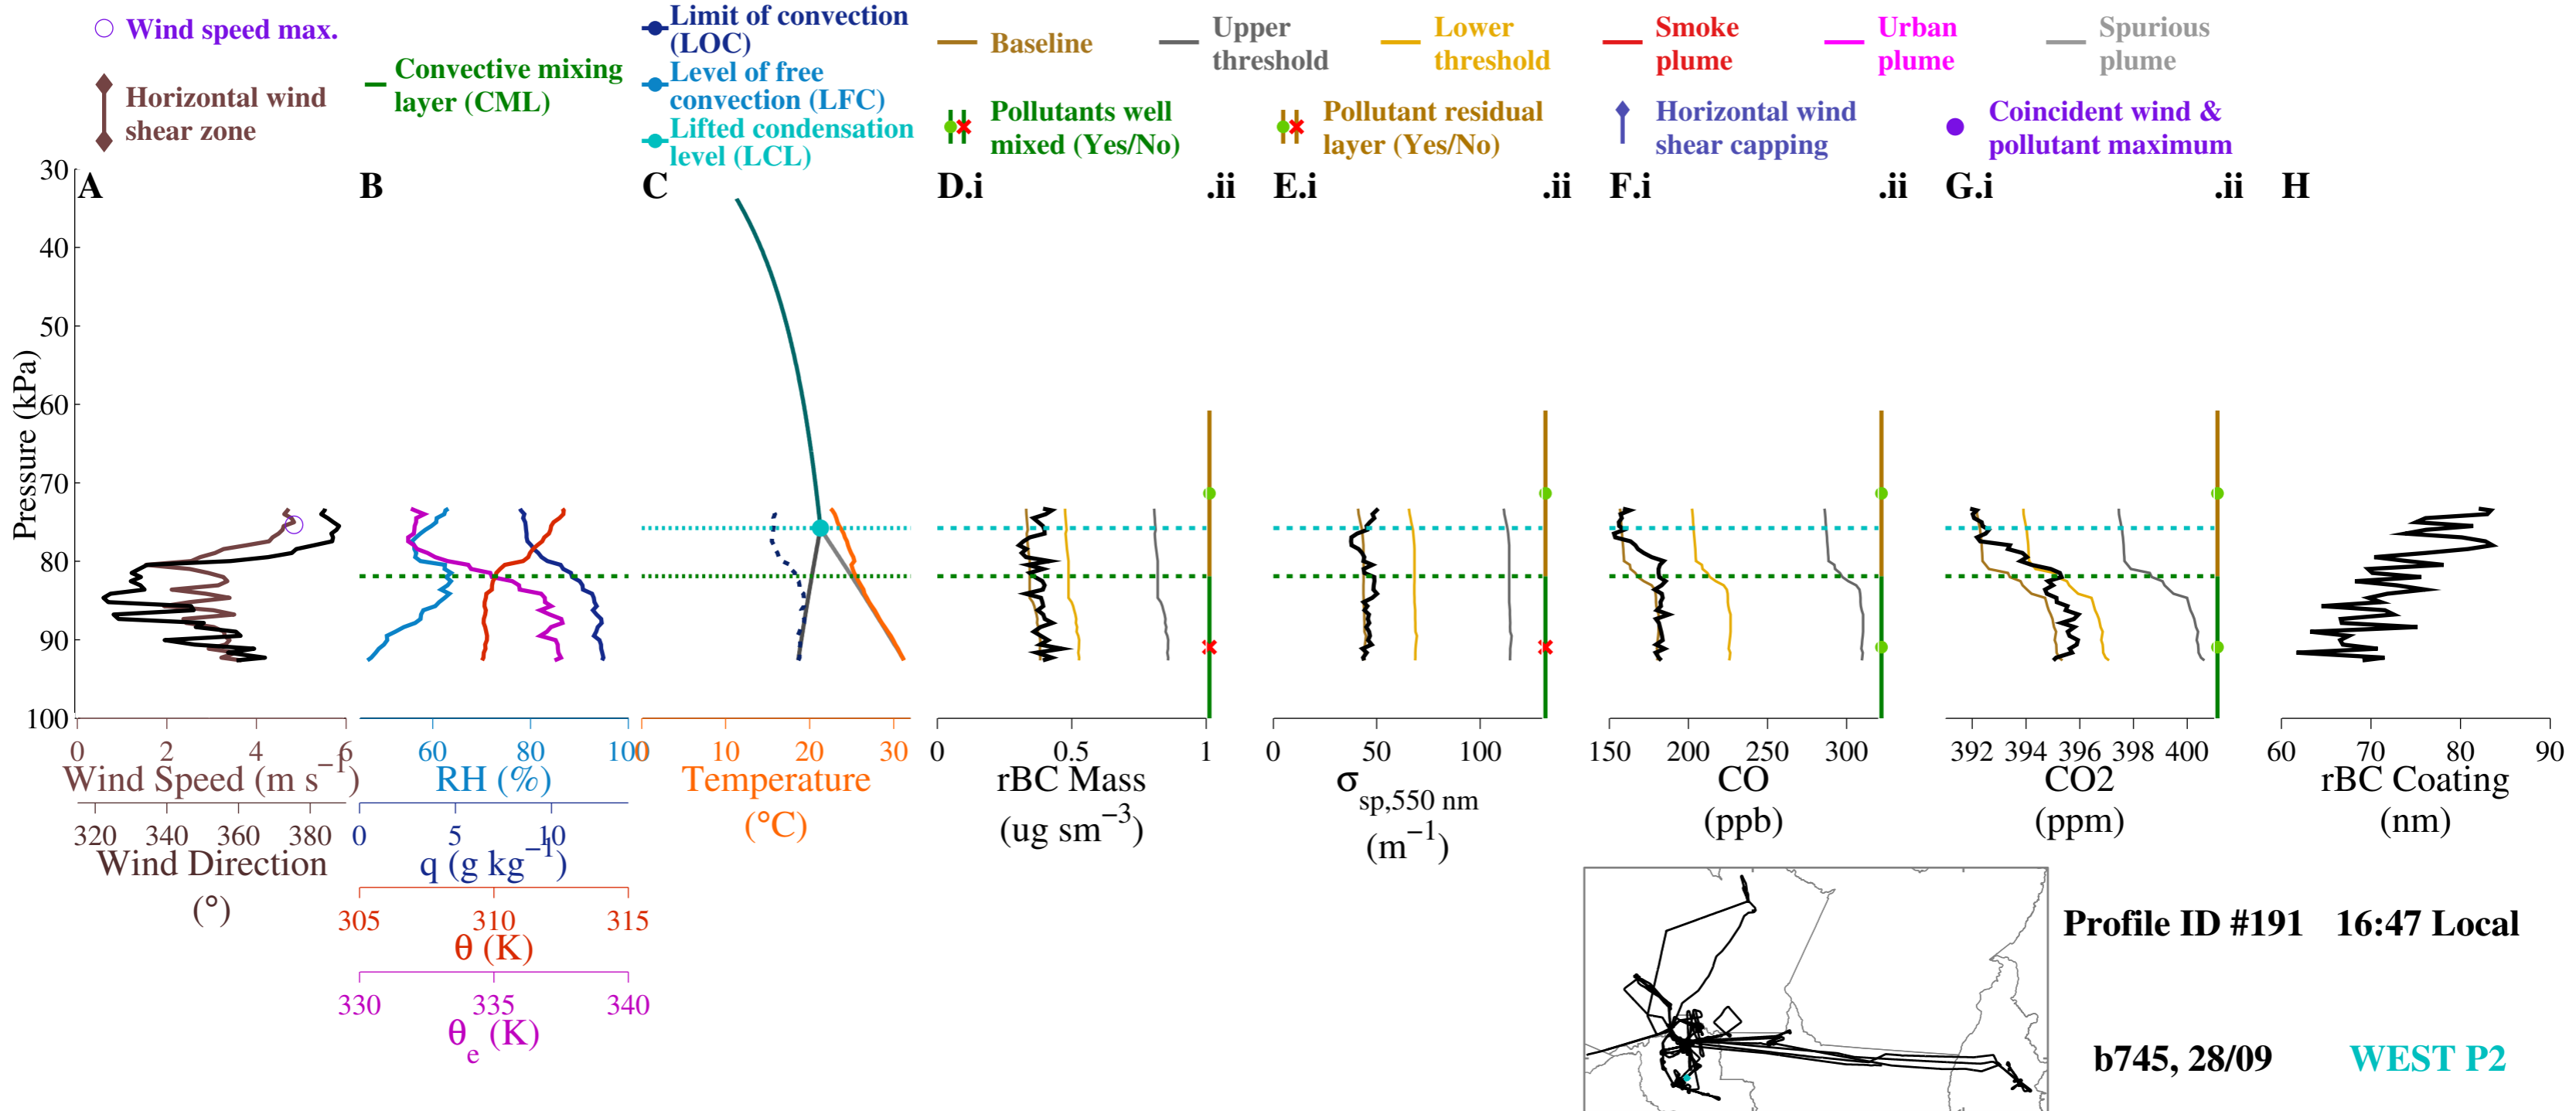 Wind speed max.
Horizontal wind
shear zone
Convective mixing
layer (CML)
Limit of convection
(LOC)
Level of free
convection (LFC)
Lifted condensation
level (LCL)
Baseline
Upper
threshold
Lower
threshold
Smoke
plume
Urban
plume
Spurious
plume
Pollutants well
mixed (Yes/No)
Pollutant residual
layer (Yes/No)
Horizontal wind
shear capping
Coincident wind &
pollutant maximum
A B C D.i .ii E.i .ii F.i .ii G.i .ii H
Pressure (kPa)
30
40
50
60
70
80
90
100
0 2 4 6
Wind Speed (m s−1)
320 340 360 380
Wind Direction
(°)
60 80 100
RH (%)
0 5 10
q (g kg−1)
305 310 315
θ (K)
330 335 340
θe (K)
0 10 20 30
Temperature
(°C)
0 0.5 1
rBC Mass
(ug sm−3)
0 50 100
σsp,550 nm
(m−1)
150 200 250 300
CO
(ppb)
392 394 396 398 400
CO2
(ppm)
60 70 80 90
rBC Coating
(nm)
Profile ID #191 16:47 Local
b745, 28/09 WEST P2